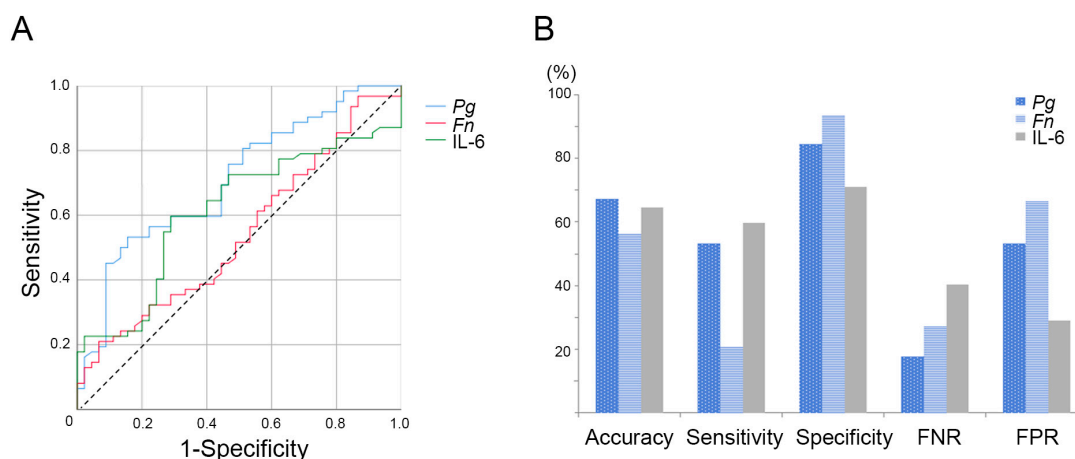 A
1.0
0.8
0.6
0.4
0.2
0
0 0.2 0.4 0.6 0.8 1.0
Sensitivity
1-Specificity
Pg
Fn
IL-6
B
(%)
100
80
60
40
20
Accuracy Sensitivity Specificity FNR FPR
Pg
Fn
IL-6